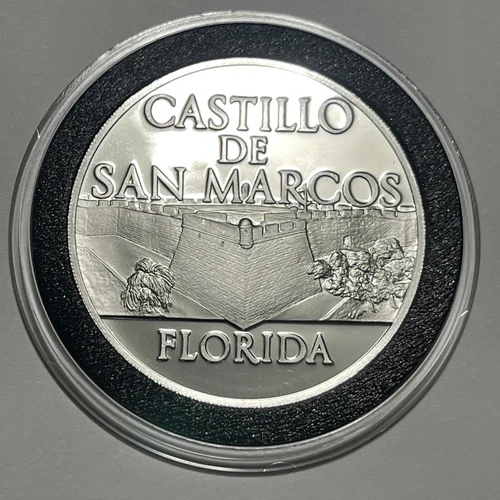 CASTILLO
DE
SAN MARCOS
FLORIDA